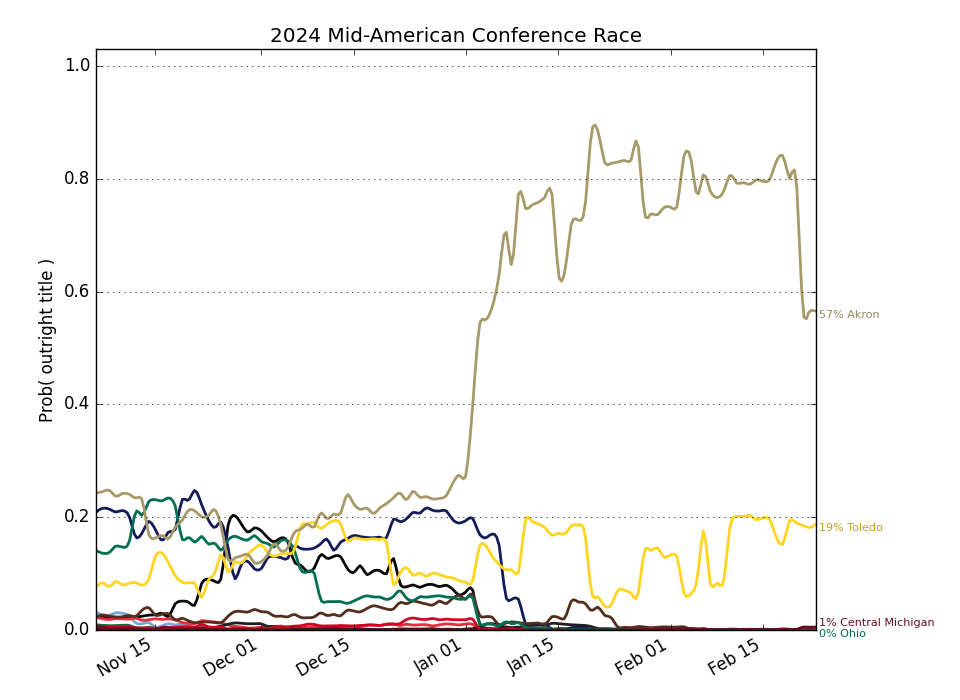 2024 Mid-American Conference Race
1.0
0.8
0.6
0.4
0.2
0.0
Prob( outright title )
57% Akron
19% Toledo
1% Central Michigan
0% Ohio
Nov 15
Dec 01
Dec 15
Jan 01
Jan 15
Feb 01
Feb 15